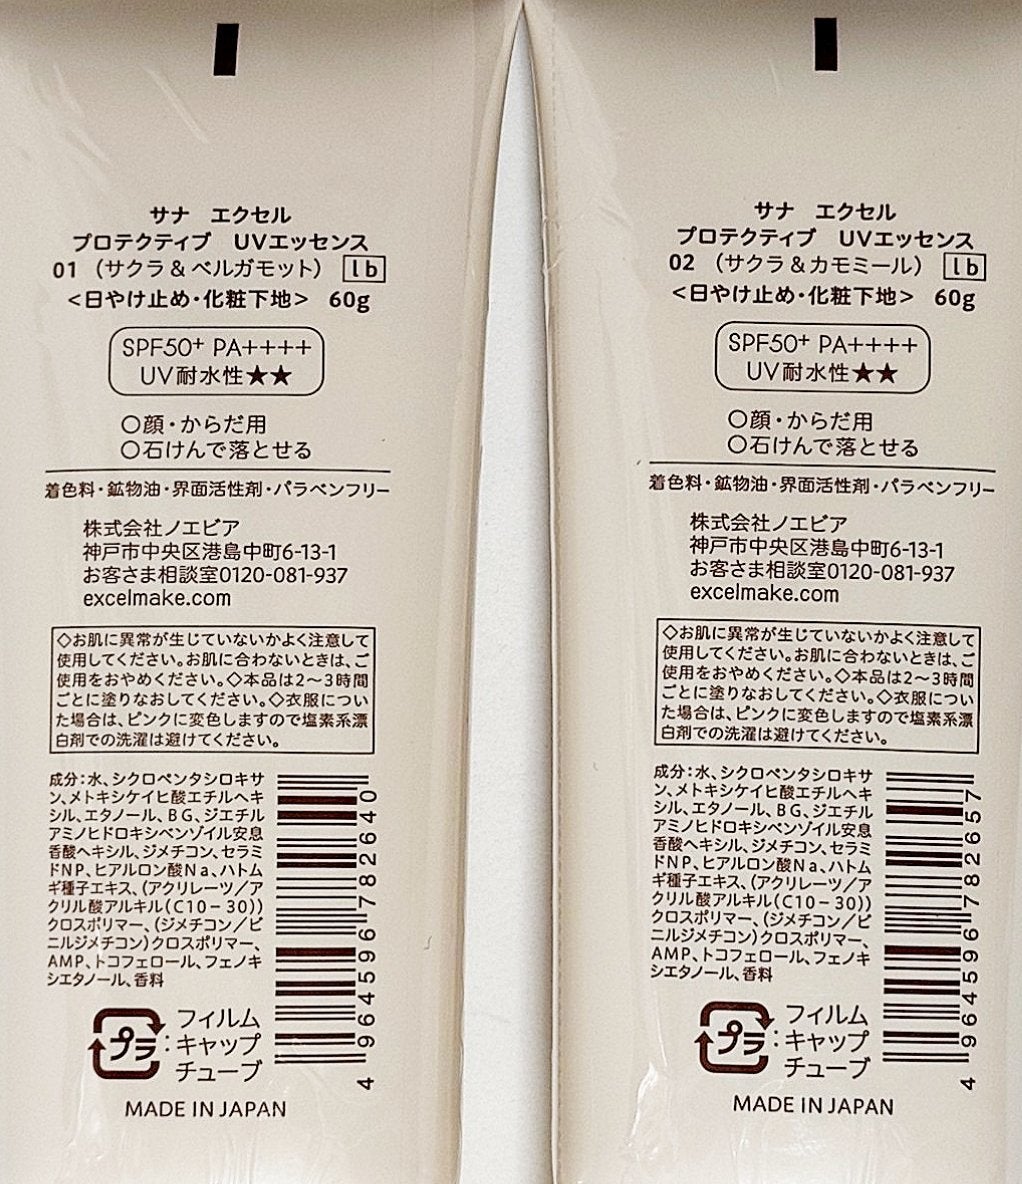 サナ エクセル
プロテクティブ UVエッセンス
01（サクラ＆ベルガモット） lb
<日やけ止め・化粧下地> 60g
SPF50+ PA++++
UV耐水性★★
○顔・からだ用
○石けんで落とせる
着色料・鉱物油・界面活性剤・パラベンフリー
株式会社ノエビア
神戸市中央区港島中町6-13-1
お客さま相談室0120-081-937
excelmake.com
◇お肌に異常が生じていないかよく注意して
使用してください。お肌に合わないときは、ご
使用をおやめください。◇本品は2～3時間
ごとに塗りなおしてください。◇衣服につい
た場合は、ピンクに変色しますので塩素系漂
白剤での洗濯は避けてください。
成分：水、シクロペンタシロキサ
ン、メトキシケイヒ酸エチルヘキ
シル、エタノール、BG、ジエチル
アミノヒドロキシベンゾイル安息
香酸ヘキシル、ジメチコン、セラミ
ドNP、ヒアルロン酸Na、ハトム
ギ種子エキス、（アクリレーツ／ア
クリル酸アルキル（C10－30））
クロスポリマー、（ジメチコン／ビ
ニルジメチコン）クロスポリマー、
AMP、トコフェロール、フェノキ
シエタノール、香料
4 964596 782640
プラ：フィルム
キャップ
チューブ
MADE IN JAPAN
サナ エクセル
プロテクティブ UVエッセンス
02（サクラ＆カモミール） lb
<日やけ止め・化粧下地> 60g
SPF50+ PA++++
UV耐水性★★
○顔・からだ用
○石けんで落とせる
着色料・鉱物油・界面活性剤・パラベンフリー
株式会社ノエビア
神戸市中央区港島中町6-13-1
お客さま相談室0120-081-937
excelmake.com
◇お肌に異常が生じていないかよく注意して
使用してください。お肌に合わないときは、ご
使用をおやめください。◇本品は2～3時間
ごとに塗りなおしてください。◇衣服につい
た場合は、ピンクに変色しますので塩素系漂
白剤での洗濯は避けてください。
成分：水、シクロペンタシロキサ
ン、メトキシケイヒ酸エチルヘキ
シル、エタノール、BG、ジエチル
アミノヒドロキシベンゾイル安息
香酸ヘキシル、ジメチコン、セラミ
ドNP、ヒアルロン酸Na、ハトム
ギ種子エキス、（アクリレーツ／ア
クリル酸アルキル（C10－30））
クロスポリマー、（ジメチコン／ビ
ニルジメチコン）クロスポリマー、
AMP、トコフェロール、フェノキ
シエタノール、香料
4 964596 782657
プラ：フィルム
キャップ
チューブ
MADE IN JAPAN